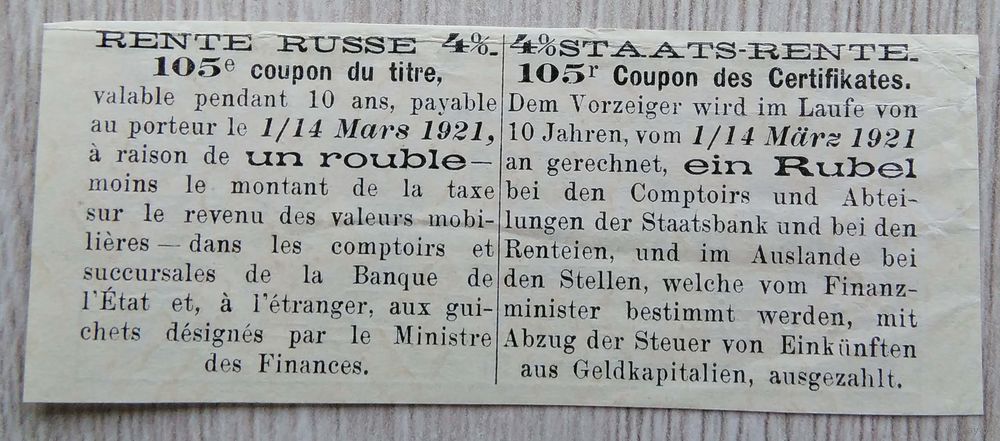 RENTE RUSSE 4%.
105e coupon du titre,
valable pendant 10 ans, payable
au porteur le 1/14 Mars 1921,
à raison de un rouble—
moins le montant de la taxe
sur le revenu des valeurs mobi-
lières — dans les comptoirs et
succursales de la Banque de
l'État et, à l'étranger, aux gui-
chets désignés par le Ministre
des Finances.
4% STAATS-RENTE.
105r Coupon des Certifikates.
Dem Vorzeiger wird im Laufe von
10 Jahren, vom 1/14 März 1921
an gerechnet, ein Rubel
bei den Comptoirs und Abtei-
lungen der Staatsbank und bei den
Renteien, und im Auslande bei
den Stellen, welche vom Finanz-
minister bestimmt werden, mit
Abzug der Steuer von Einkünften
aus Geldkapitalien, ausgezahlt.